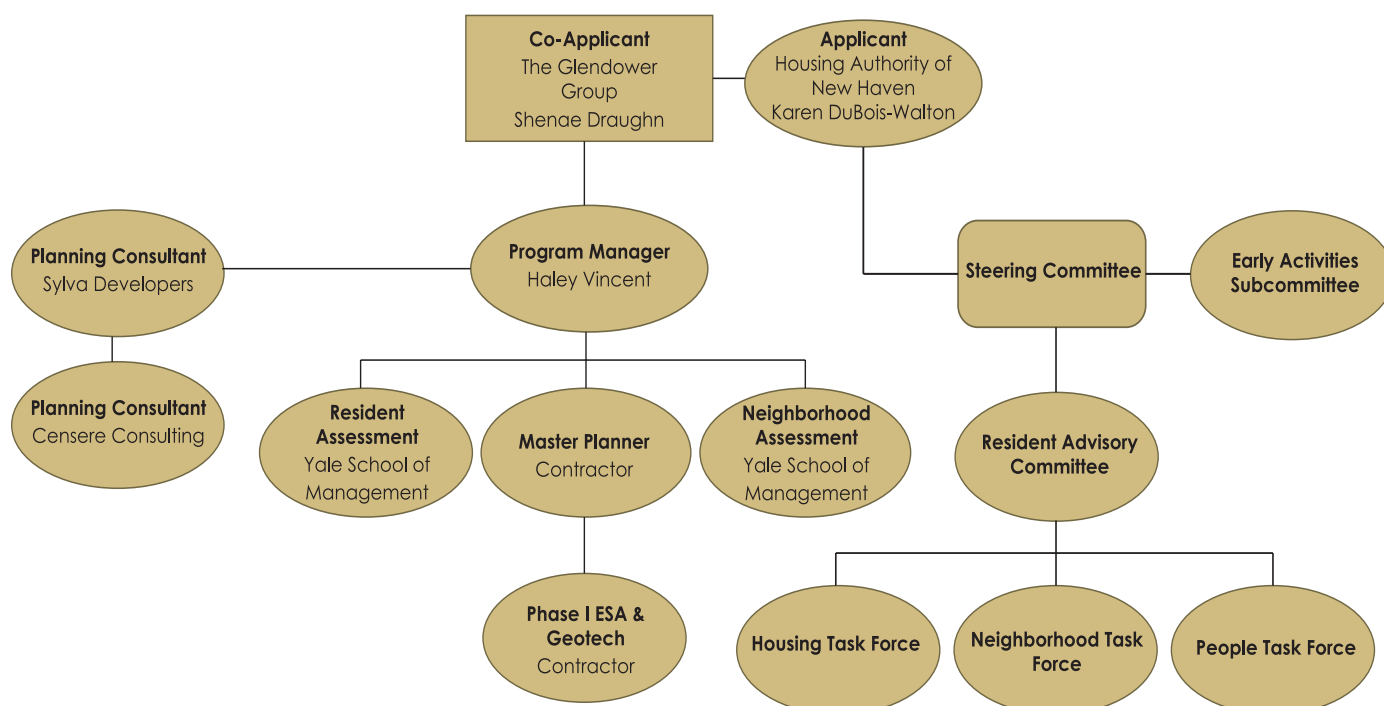 Co-Applicant
The Glendower
Group
Shenae Draughn
Applicant
Housing Authority of
New Haven
Karen DuBois-Walton
Planning Consultant
Sylva Developers
Program Manager
Haley Vincent
Steering Committee
Early Activities
Subcommittee
Planning Consultant
Censere Consulting
Resident
Assessment
Yale School of
Management
Master Planner
Contractor
Neighborhood
Assessment
Yale School of
Management
Resident Advisory
Committee
Phase I ESA &
Geotech
Contractor
Housing Task Force
Neighborhood Task
Force
People Task Force